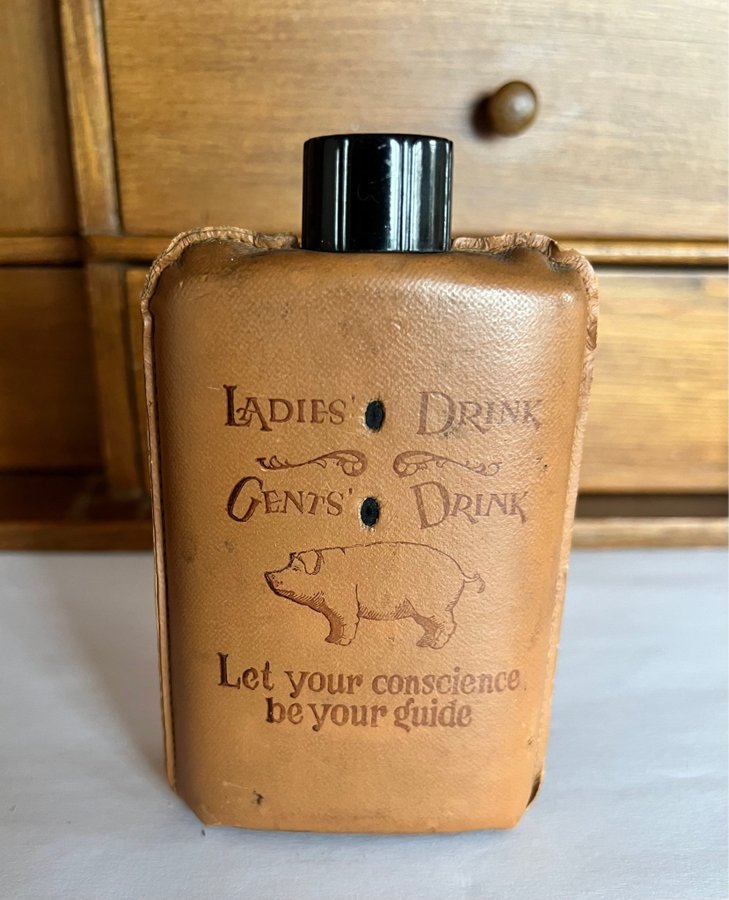 LADIES' DRINK
GENTS' DRINK
Let your conscience
be your guide